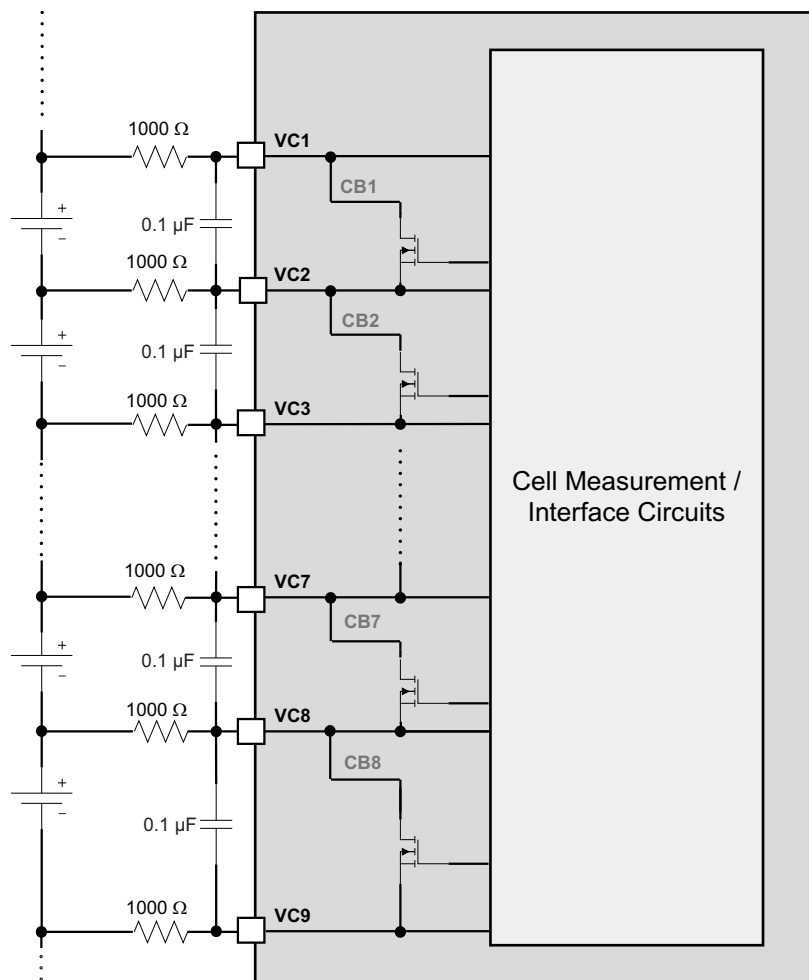 1000 Ω
VC1
CB1
+
0.1 µF
−
1000 Ω
VC2
CB2
+
0.1 µF
−
1000 Ω
VC3
Cell Measurement /
Interface Circuits
1000 Ω
VC7
CB7
+
0.1 µF
−
1000 Ω
VC8
CB8
+
−
0.1 µF
1000 Ω
VC9